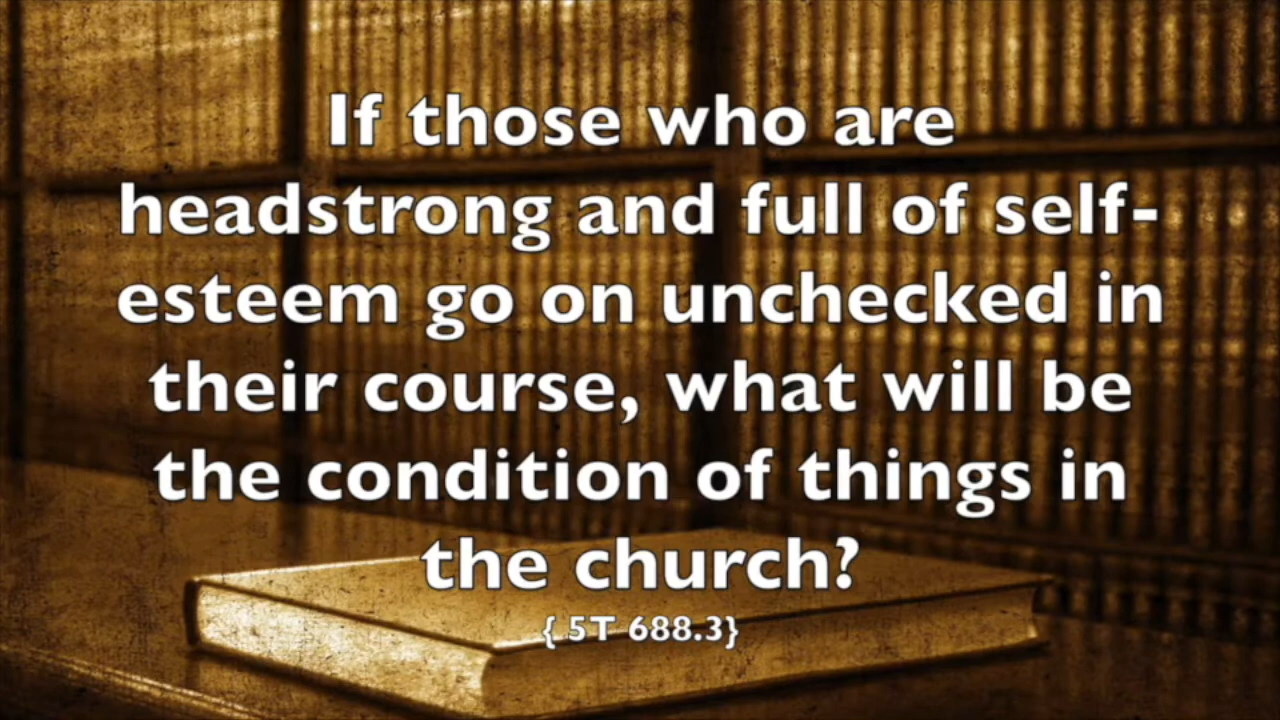 If those who are
headstrong and full of self-
esteem go on unchecked in
their course, what will be
the condition of things in
the church?
{ 5T 688.3}